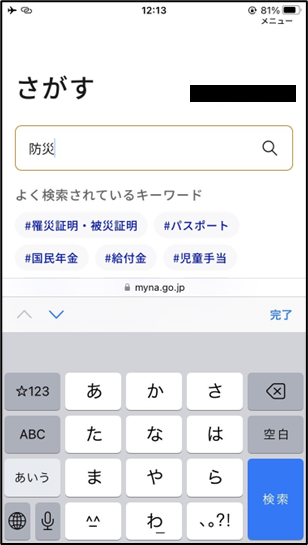 12:13 81%
メニュー
さがす
防災
よく検索されているキーワード
#罹災証明・被災証明 #パスポート
#国民年金 #給付金 #児童手当
myna.go.jp
完了
☆123 あ か さ
ABC た な は 空白
あいう ま や ら
^^ わ_ 、。?! 検索